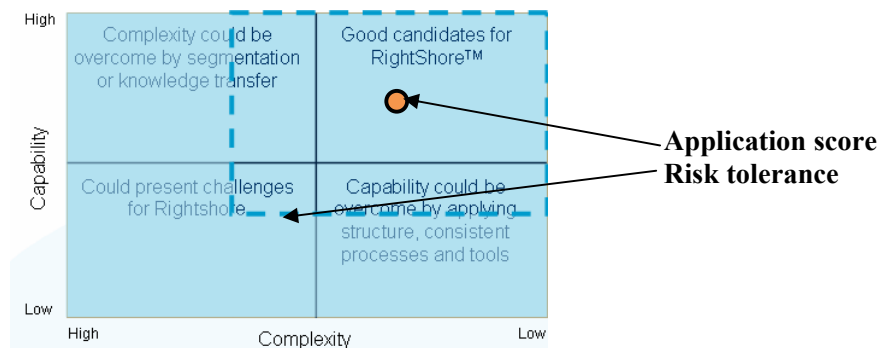 High
Complexity could be
overcome by segmentation
or knowledge transfer
Good candidates for
RightShore™
Application score
Risk tolerance
Capability
Could present challenges
for Rightshore
Capability could be
overcome by applying
structure, consistent
processes and tools
Low
High
Complexity
Low